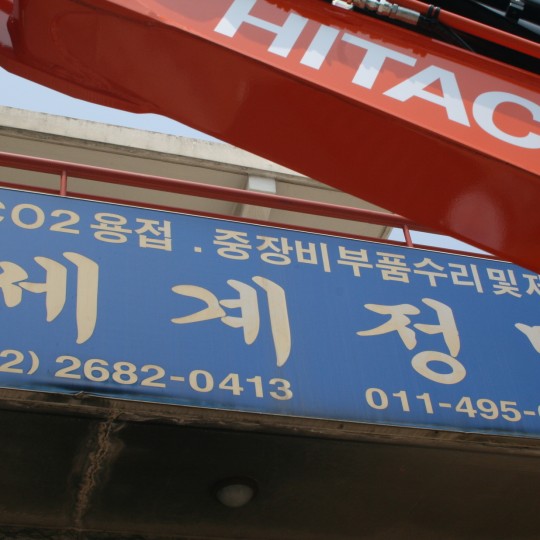 HITAC
CO2 용접 . 중장비부품수리및제
세계정
2) 2682-0413 011-495-